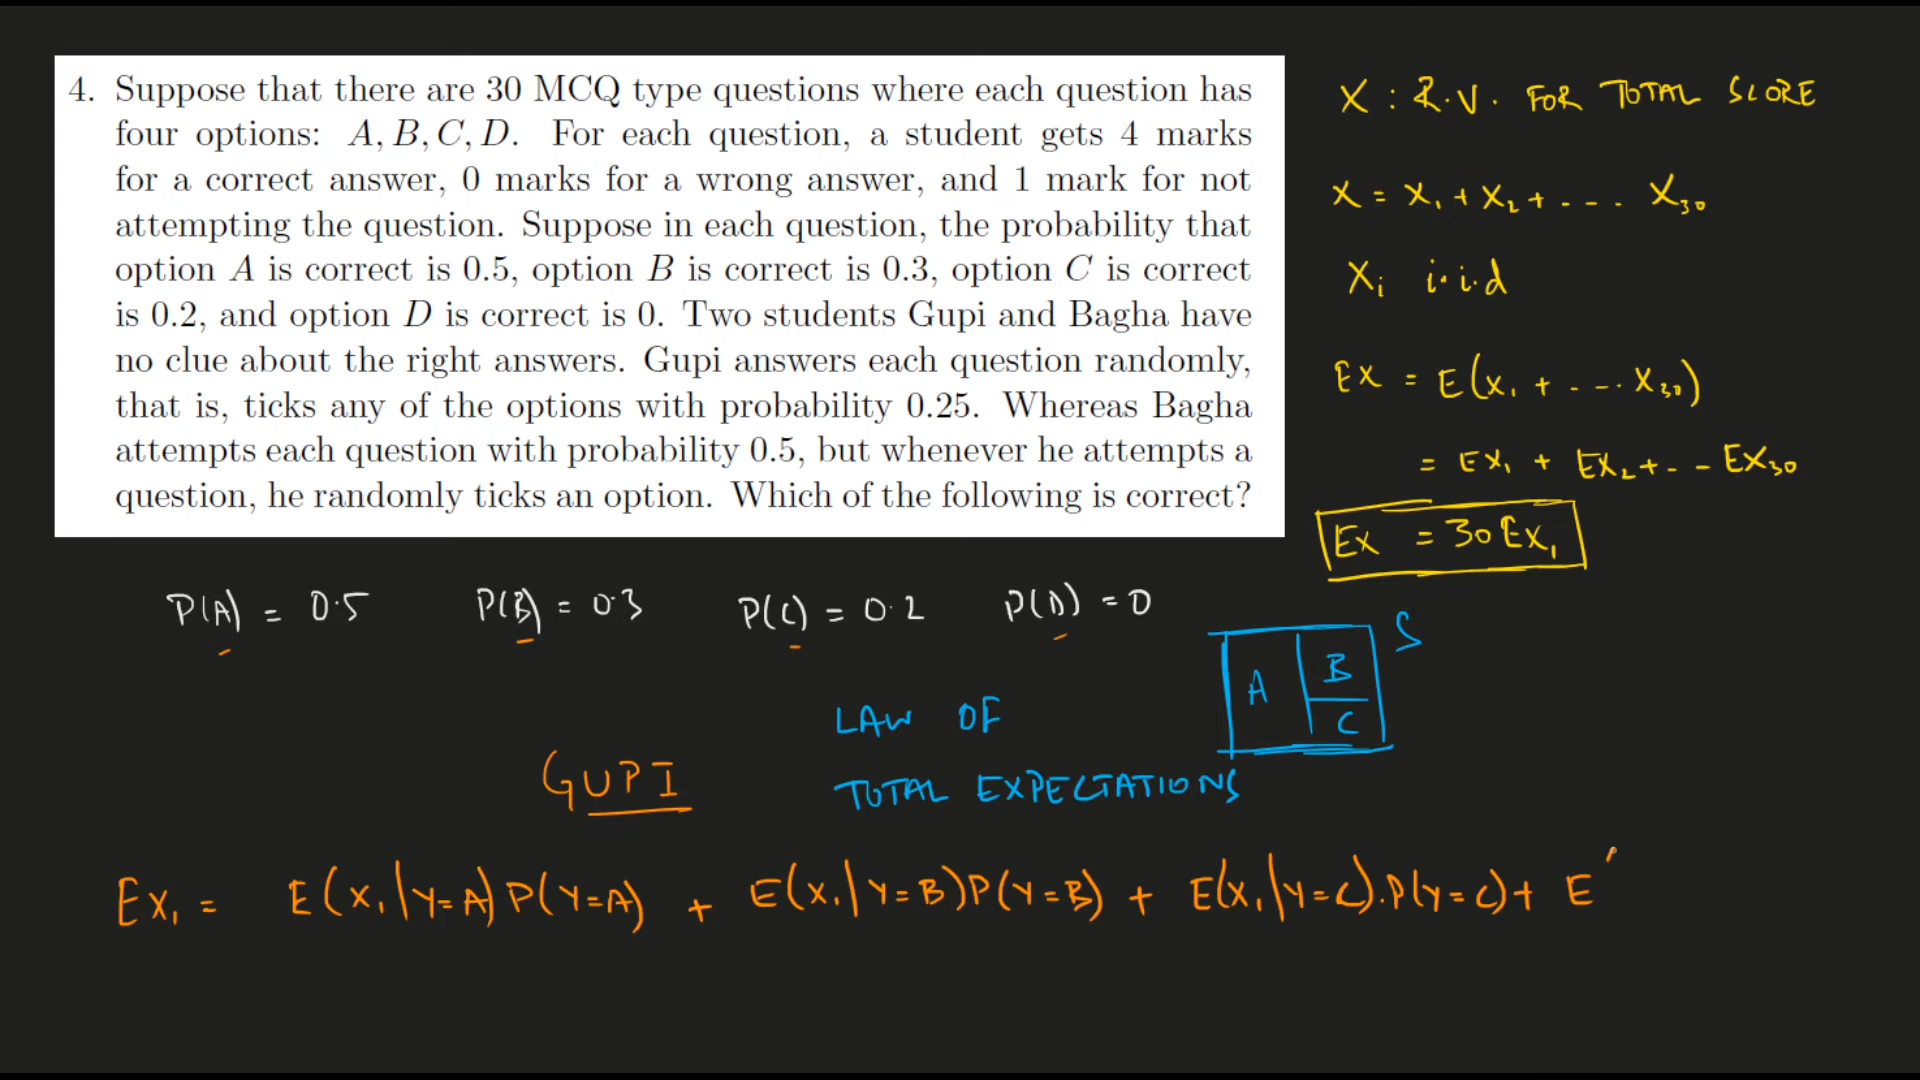 4. Suppose that there are 30 MCQ type questions where each question has
four options: A, B, C, D. For each question, a student gets 4 marks
for a correct answer, 0 marks for a wrong answer, and 1 mark for not
attempting the question. Suppose in each question, the probability that
option A is correct is 0.5, option B is correct is 0.3, option C is correct
is 0.2, and option D is correct is 0. Two students Gupi and Bagha have
no clue about the right answers. Gupi answers each question randomly,
that is, ticks any of the options with probability 0.25. Whereas Bagha
attempts each question with probability 0.5, but whenever he attempts a
question, he randomly ticks an option. Which of the following is correct?
X : R.V. FOR TOTAL SCORE
X = X₁ + X₂ + - - - X₃₀
Xᵢ i.i.d
EX = E(X₁ + - - - X₃₀)
= EX₁ + EX₂ + - - EX₃₀
EX = 30 EX₁
P(A) = 0.5 P(B) = 0.3 P(C) = 0.2 P(D) = 0
S
A B
C
LAW OF
TOTAL EXPECTATIONS
GUPI
EX₁ = E(X₁|Y=A) P(Y=A) + E(X₁|Y=B)P(Y=B) + E(X₁|Y=C).P(Y=C) + E